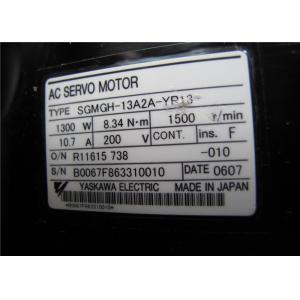 AC SERVO MOTOR
TYPE SGMGH-13A2A-YR13-
1300 W 8.34 N·m 1500 r/min
10.7 A 200 V CONT. ins. F
O/N R11615 738 -010
S/N B0067F863310010 DATE 0607
YASKAWA ELECTRIC MADE IN JAPAN
*B0067F863310010*